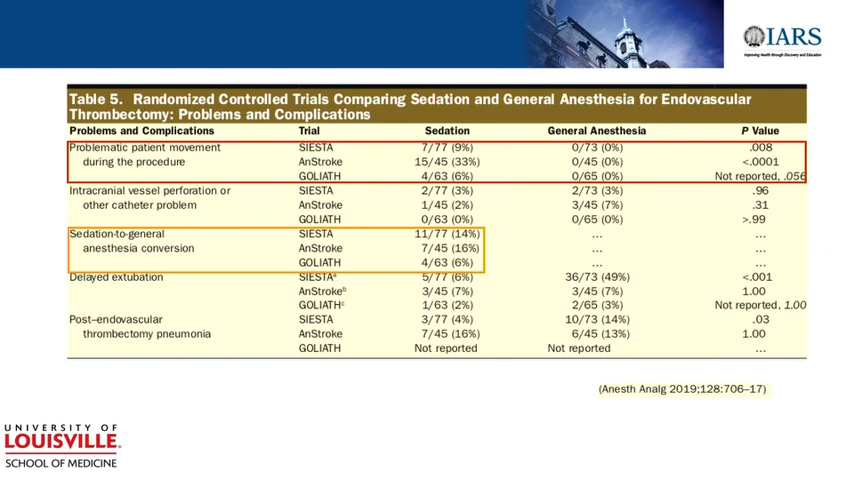 IARS
Improving Health through Discovery and Education
Table 5. Randomized Controlled Trials Comparing Sedation and General Anesthesia for Endovascular
Thrombectomy: Problems and Complications
Problems and Complications Trial Sedation General Anesthesia P Value
Problematic patient movement SIESTA 7/77 (9%) 0/73 (0%) .008
during the procedure AnStroke 15/45 (33%) 0/45 (0%) <.0001
GOLIATH 4/63 (6%) 0/65 (0%) Not reported, .056
Intracranial vessel perforation or SIESTA 2/77 (3%) 2/73 (3%) .96
other catheter problem AnStroke 1/45 (2%) 3/45 (7%) .31
GOLIATH 0/63 (0%) 0/65 (0%) >.99
Sedation-to-general SIESTA 11/77 (14%) ... ...
anesthesia conversion AnStroke 7/45 (16%) ... ...
GOLIATH 4/63 (6%) ... ...
Delayed extubation SIESTAa 5/77 (6%) 36/73 (49%) <.001
AnStrokeb 3/45 (7%) 3/45 (7%) 1.00
GOLIATHc 1/63 (2%) 2/65 (3%) Not reported, 1.00
Post–endovascular SIESTA 3/77 (4%) 10/73 (14%) .03
thrombectomy pneumonia AnStroke 7/45 (16%) 6/45 (13%) 1.00
GOLIATH Not reported Not reported ...
(Anesth Analg 2019;128:706–17)
UNIVERSITY OF
LOUISVILLE.
SCHOOL OF MEDICINE